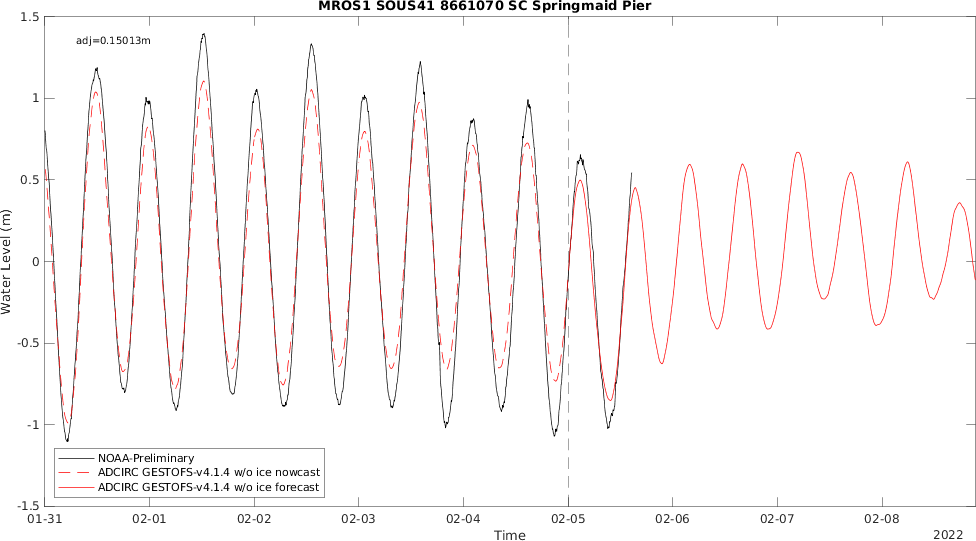 MROS1 SOUS41 8661070 SC Springmaid Pier
1.5
adj=0.15013m
1
0.5
0
-0.5
-1
-1.5
Water Level (m)
NOAA-Preliminary
ADCIRC GESTOFS-v4.1.4 w/o ice nowcast
ADCIRC GESTOFS-v4.1.4 w/o ice forecast
01-31 02-01 02-02 02-03 02-04 02-05 02-06 02-07 02-08
Time
2022